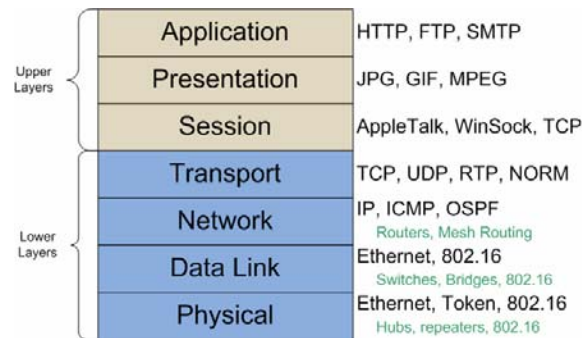 Upper
Layers
Application
HTTP, FTP, SMTP
Presentation
JPG, GIF, MPEG
Session
AppleTalk, WinSock, TCP
Lower
Layers
Transport
TCP, UDP, RTP, NORM
Network
IP, ICMP, OSPF
Routers, Mesh Routing
Data Link
Ethernet, 802.16
Switches, Bridges, 802.16
Physical
Ethernet, Token, 802.16
Hubs, repeaters, 802.16